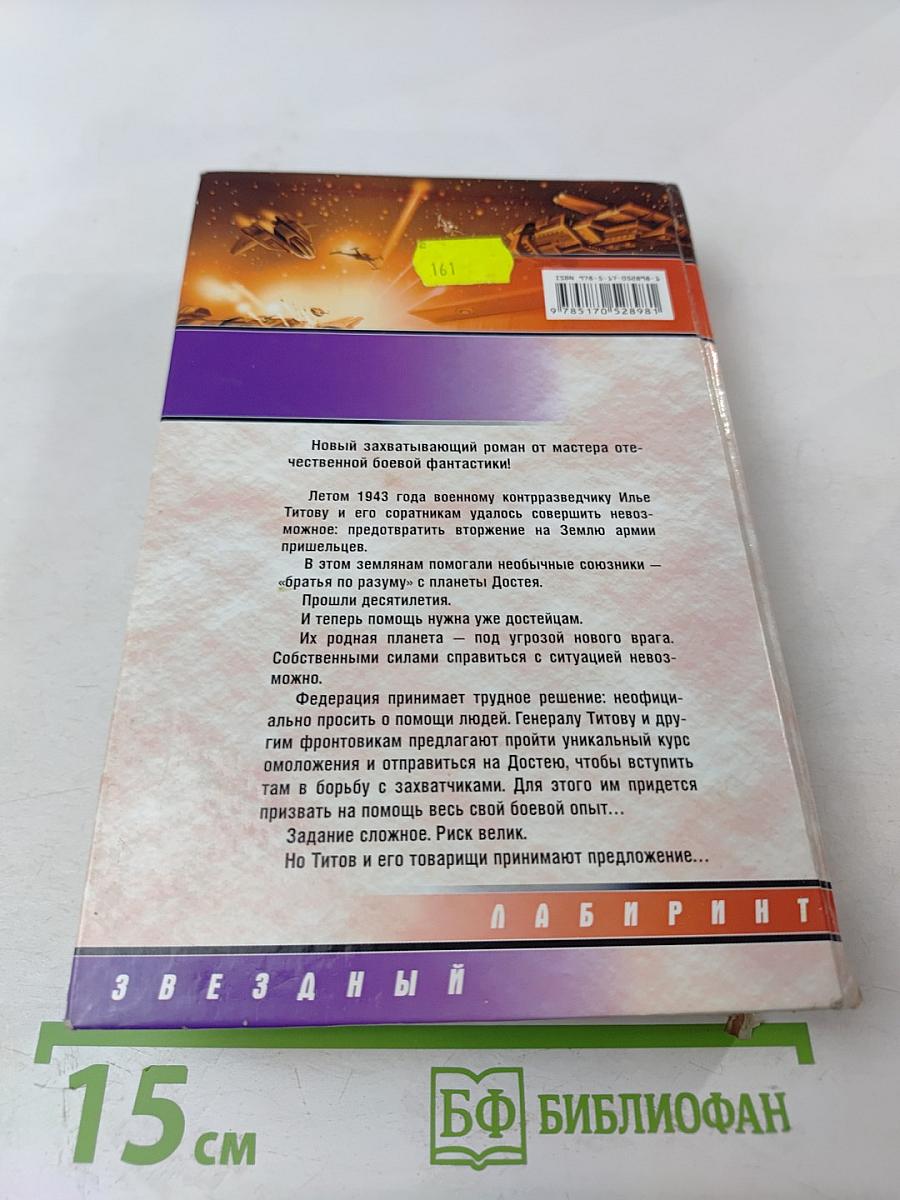 161
ISBN 978-5-17-052898-1
9 785170 528981
Новый захватывающий роман от мастера оте-
чественной боевой фантастики!
Летом 1943 года военному контрразведчику Илье
Титову и его соратникам удалось совершить невоз-
можное: предотвратить вторжение на Землю армии
пришельцев.
В этом землянам помогали необычные союзники —
«братья по разуму» с планеты Достея.
Прошли десятилетия.
И теперь помощь нужна уже достейцам.
Их родная планета — под угрозой нового врага.
Собственными силами справиться с ситуацией невоз-
можно.
Федерация принимает трудное решение: неофици-
ально просить о помощи людей. Генералу Титову и дру-
гим фронтовикам предлагают пройти уникальный курс
омоложения и отправиться на Достею, чтобы вступить
там в борьбу с захватчиками. Для этого им придется
призвать на помощь весь свой боевой опыт...
Задание сложное. Риск велик.
Но Титов и его товарищи принимают предложение...
ЛАБИРИНТ
ЗВЕЗДНЫЙ
15 см
БФ БИБЛИОФАН